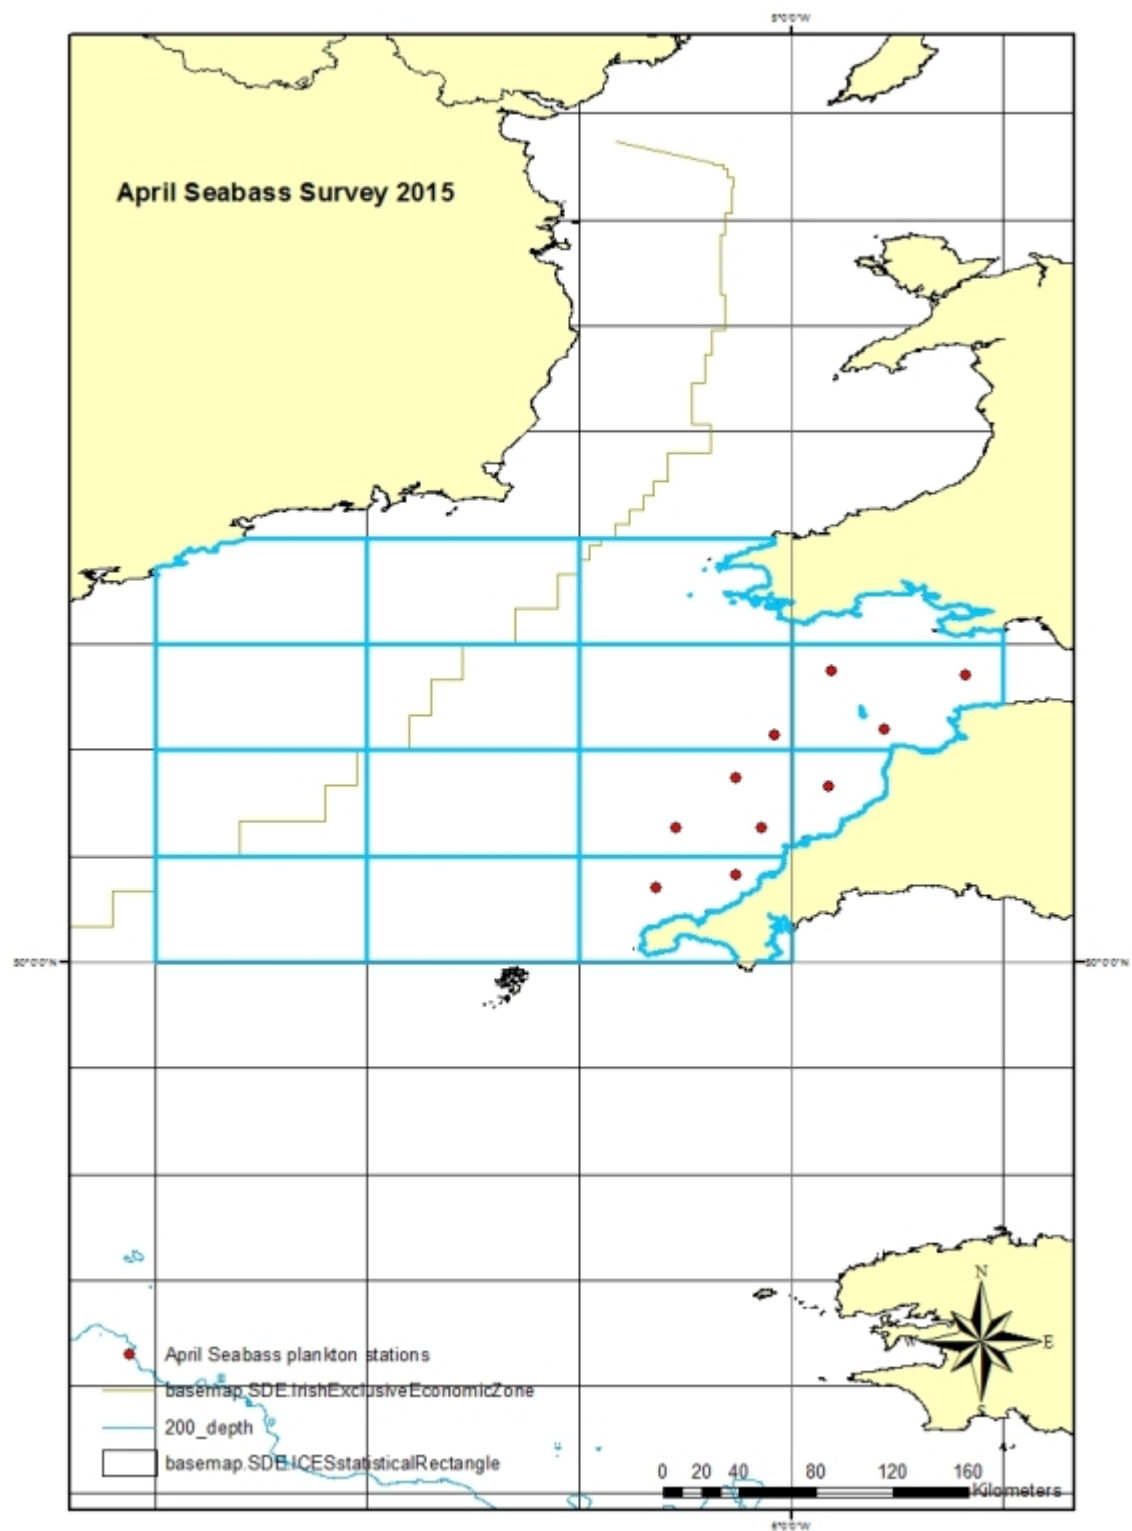 5°0'0"W
April Seabass Survey 2015
50°0'0"N
50°0'0"N
N
W
E
S
April Seabass plankton stations
basemap.SDE.IrishExclusiveEconomicZone
200_depth
basemap.SDE.ICESstatisticalRectangle
0 20 40 80 120 160
Kilometers
5°0'0"W